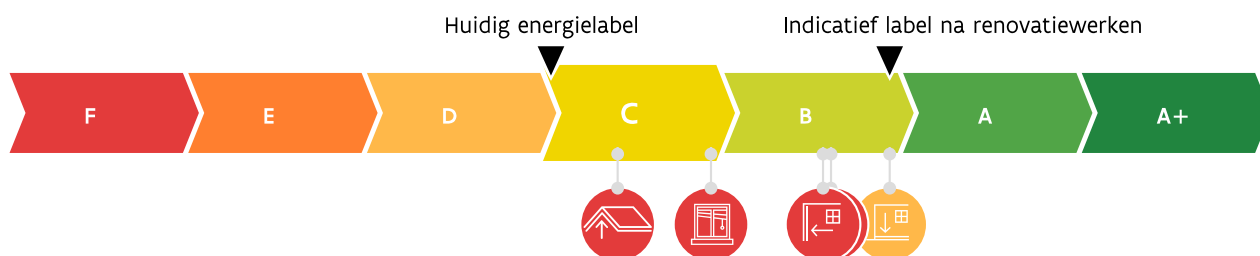 Huidig energielabel
Indicatief label na renovatiewerken
F
E
D
C
B
A
A+